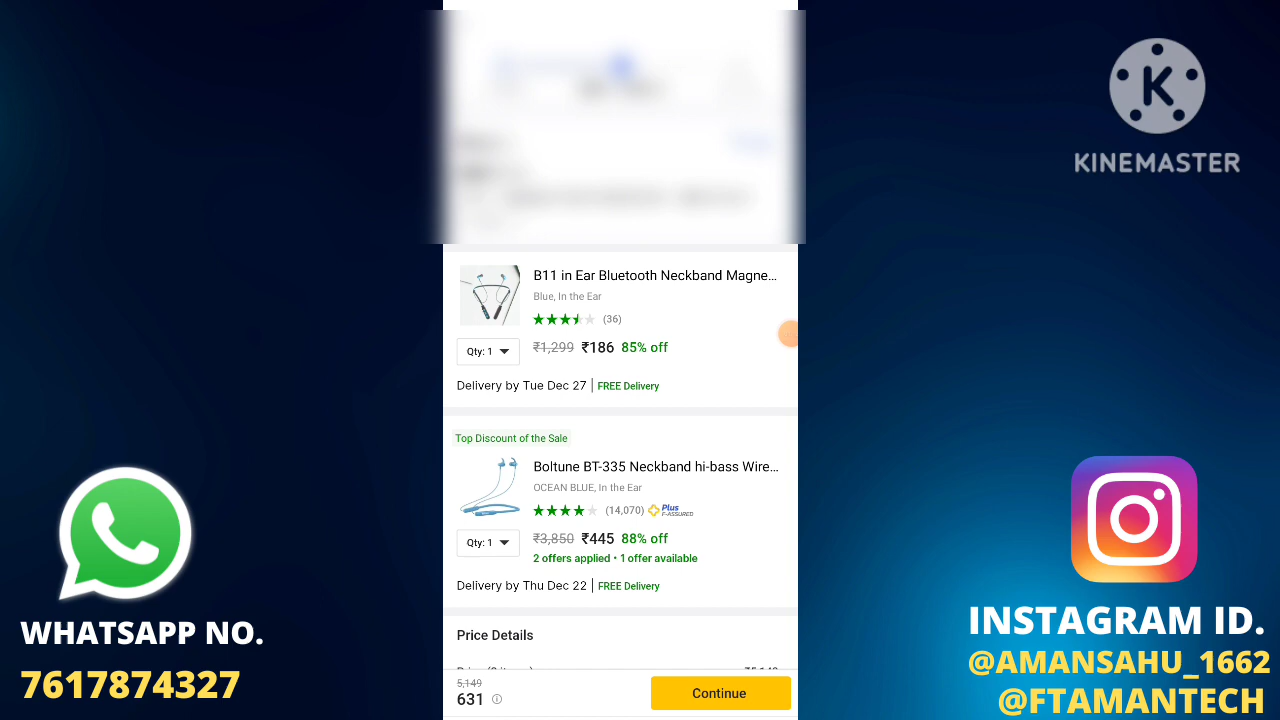 K
KINEMASTER
B11 in Ear Bluetooth Neckband Magne...
Blue, In the Ear
(36)
Qty: 1
₹1,299 ₹186 85% off
Delivery by Tue Dec 27 | FREE Delivery
Top Discount of the Sale
Boltune BT-335 Neckband hi-bass Wire...
OCEAN BLUE, In the Ear
(14,070) Plus
F-ASSURED
Qty: 1
₹3,850 ₹445 88% off
2 offers applied • 1 offer available
Delivery by Thu Dec 22 | FREE Delivery
Price Details
5,149
631
Continue
WHATSAPP NO.
7617874327
INSTAGRAM ID.
@AMANSAHU_1662
@FTAMANTECH